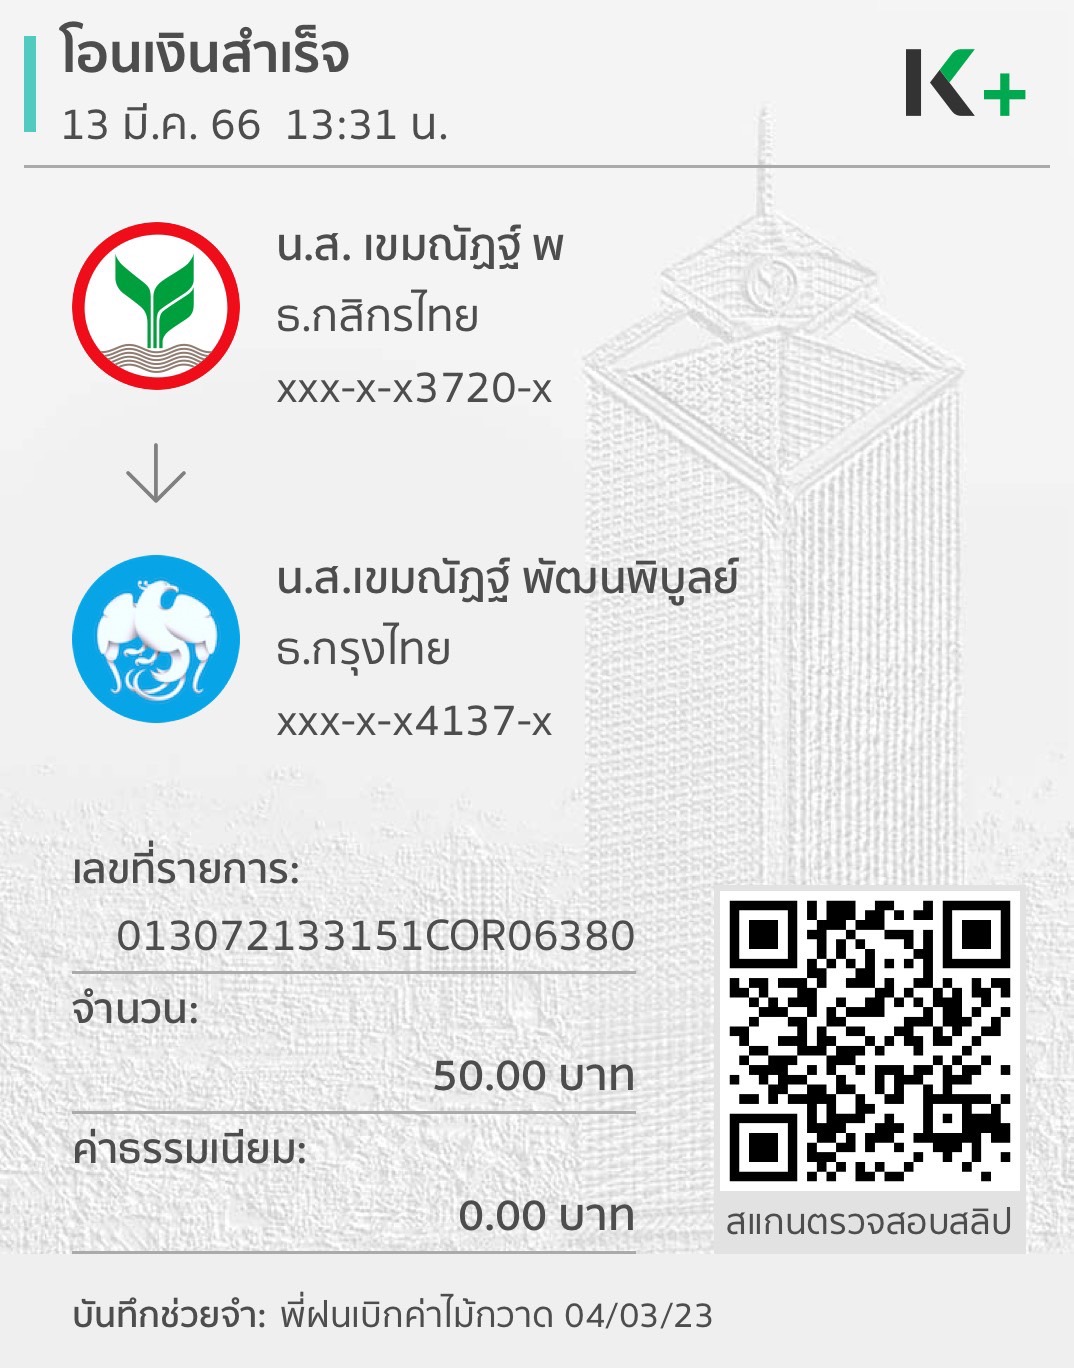 โอนเงินสำเร็จ
13 มี.ค. 66 13:31 น.
K+
น.ส. เขมณัฏฐ์ พ
ธ.กสิกรไทย
xxx-x-x3720-x
น.ส.เขมณัฏฐ์ พัฒนพิบูลย์
ธ.กรุงไทย
xxx-x-x4137-x
เลขที่รายการ:
013072133151COR06380
จำนวน:
50.00 บาท
ค่าธรรมเนียม:
0.00 บาท
สแกนตรวจสอบสลิป
บันทึกช่วยจำ: พี่ฝนเบิกค่าไม้กวาด 04/03/23